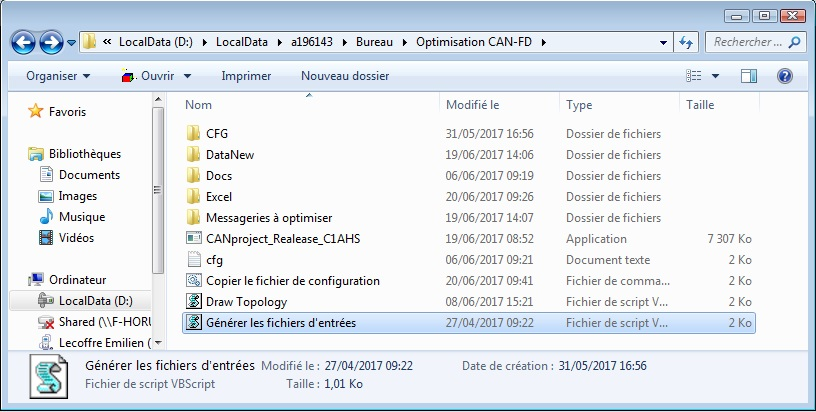 « LocalData (D:) LocalData a196143 Bureau Optimisation CAN-FD Rechercher ...
Organiser Ouvrir Imprimer Nouveau dossier
Nom Modifié le Type Taille
Favoris
Bibliothèques
Documents
Images
Musique
Vidéos
Ordinateur
LocalData (D:)
Shared (\\F-HORU
Lecoffre Emilien (
CFG 31/05/2017 16:56 Dossier de fichiers
DataNew 19/06/2017 14:06 Dossier de fichiers
Docs 06/06/2017 09:19 Dossier de fichiers
Excel 20/06/2017 09:26 Dossier de fichiers
Messageries à optimiser 19/06/2017 14:07 Dossier de fichiers
CANproject_Realease_C1AHS 19/06/2017 08:52 Application 7 307 Ko
cfg 06/06/2017 09:21 Document texte 2 Ko
Copier le fichier de configuration 20/06/2017 09:41 Fichier de comma... 2 Ko
Draw Topology 08/06/2017 15:21 Fichier de script V... 2 Ko
Générer les fichiers d'entrées 27/04/2017 09:22 Fichier de script V... 2 Ko
Générer les fichiers d'entrées Modifié le : 27/04/2017 09:22 Date de création : 31/05/2017 16:56
Fichier de script VBScript Taille : 1,01 Ko